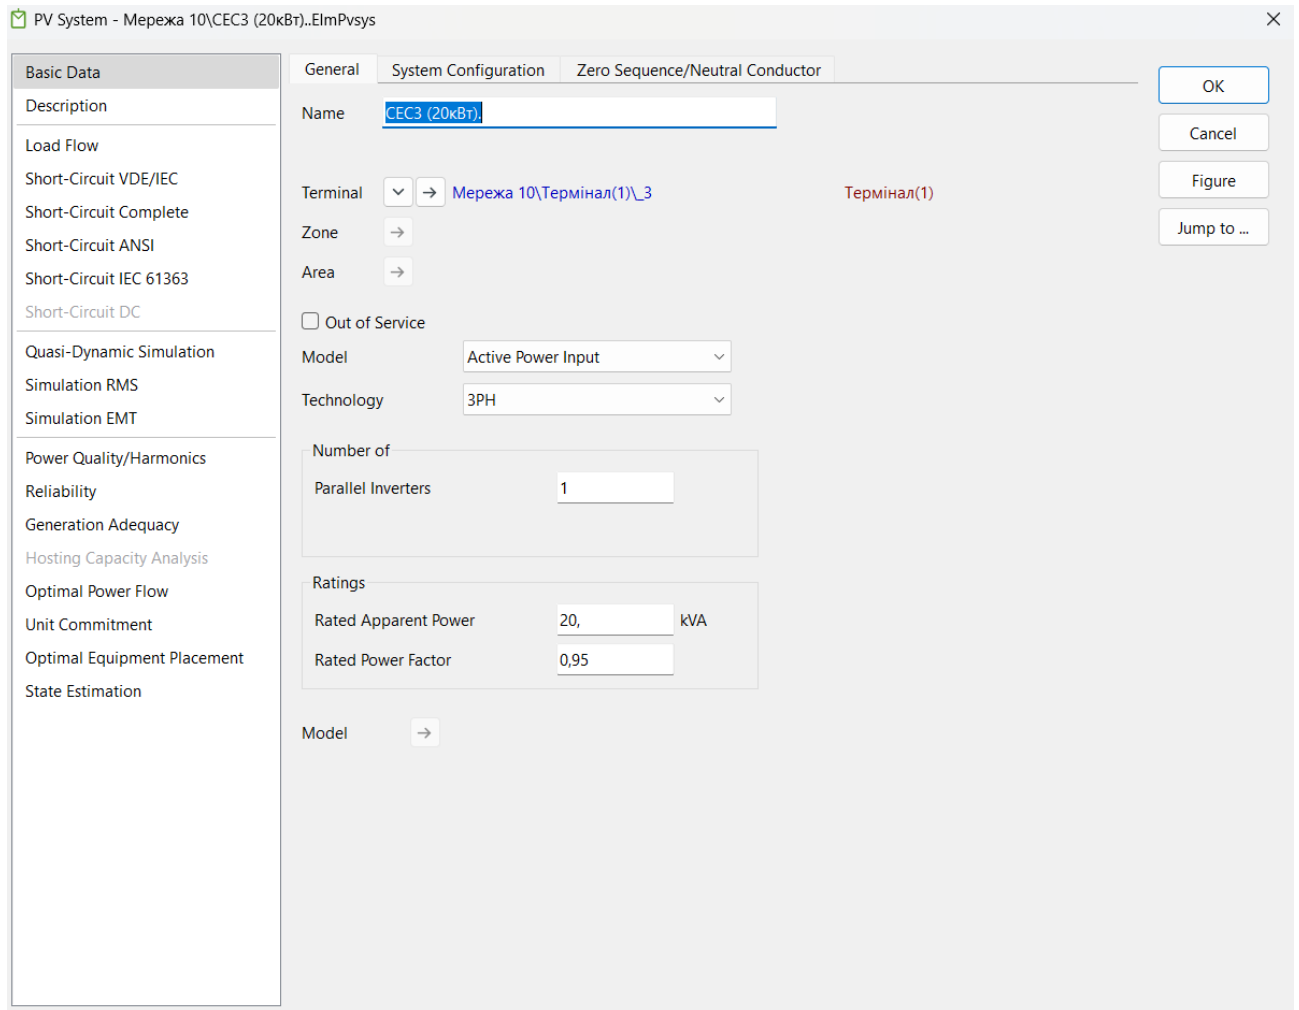 PV System - Мережа 10\СЕС3 (20кВт)..ElmPvsys
Basic Data
Description
Load Flow
Short-Circuit VDE/IEC
Short-Circuit Complete
Short-Circuit ANSI
Short-Circuit IEC 61363
Short-Circuit DC
Quasi-Dynamic Simulation
Simulation RMS
Simulation EMT
Power Quality/Harmonics
Reliability
Generation Adequacy
Hosting Capacity Analysis
Optimal Power Flow
Unit Commitment
Optimal Equipment Placement
State Estimation
General System Configuration Zero Sequence/Neutral Conductor
Name СЕС3 (20кВт).
Terminal Мережа 10\Термінал(1)\_3 Термінал(1)
Zone
Area
Out of Service
Model Active Power Input
Technology 3PH
Number of
Parallel Inverters 1
Ratings
Rated Apparent Power 20, kVA
Rated Power Factor 0,95
Model
OK
Cancel
Figure
Jump to ...